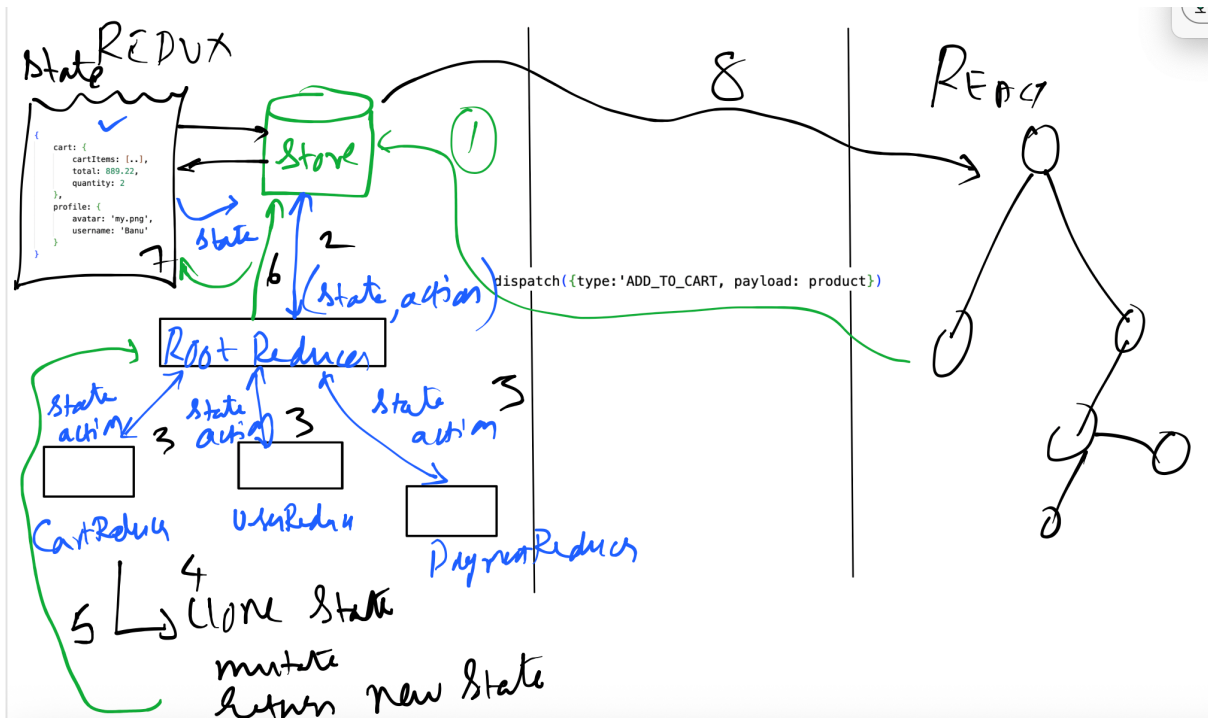 REDUX
State
8
REACT
1
Store
{
cart: {
cartItems: [..],
total: 889.22,
quantity: 2
},
profile: {
avatar: 'my.png',
username: 'Banu'
}
}
State
7
6
2
(State, action)
dispatch({type:'ADD_TO_CART, payload: product})
Root Reducer
State
action
3
State
action
3
State
action
3
CartReducer
UserReducer
PaymentReducer
4
5
Clone State
mutate
return new State